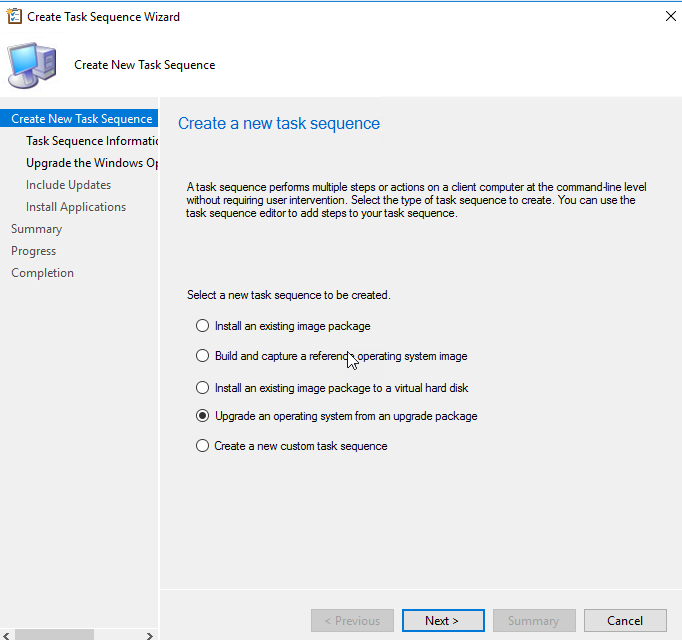 Create Task Sequence Wizard
Create New Task Sequence
Create New Task Sequence
Task Sequence Informatic
Upgrade the Windows Op
Include Updates
Install Applications
Summary
Progress
Completion
Create a new task sequence
A task sequence performs multiple steps or actions on a client computer at the command-line level
without requiring user intervention. Select the type of task sequence to create. You can use the
task sequence editor to add steps to your task sequence.
Select a new task sequence to be created.
Install an existing image package
Build and capture a reference operating system image
Install an existing image package to a virtual hard disk
Upgrade an operating system from an upgrade package
Create a new custom task sequence
< Previous
Next >
Summary
Cancel